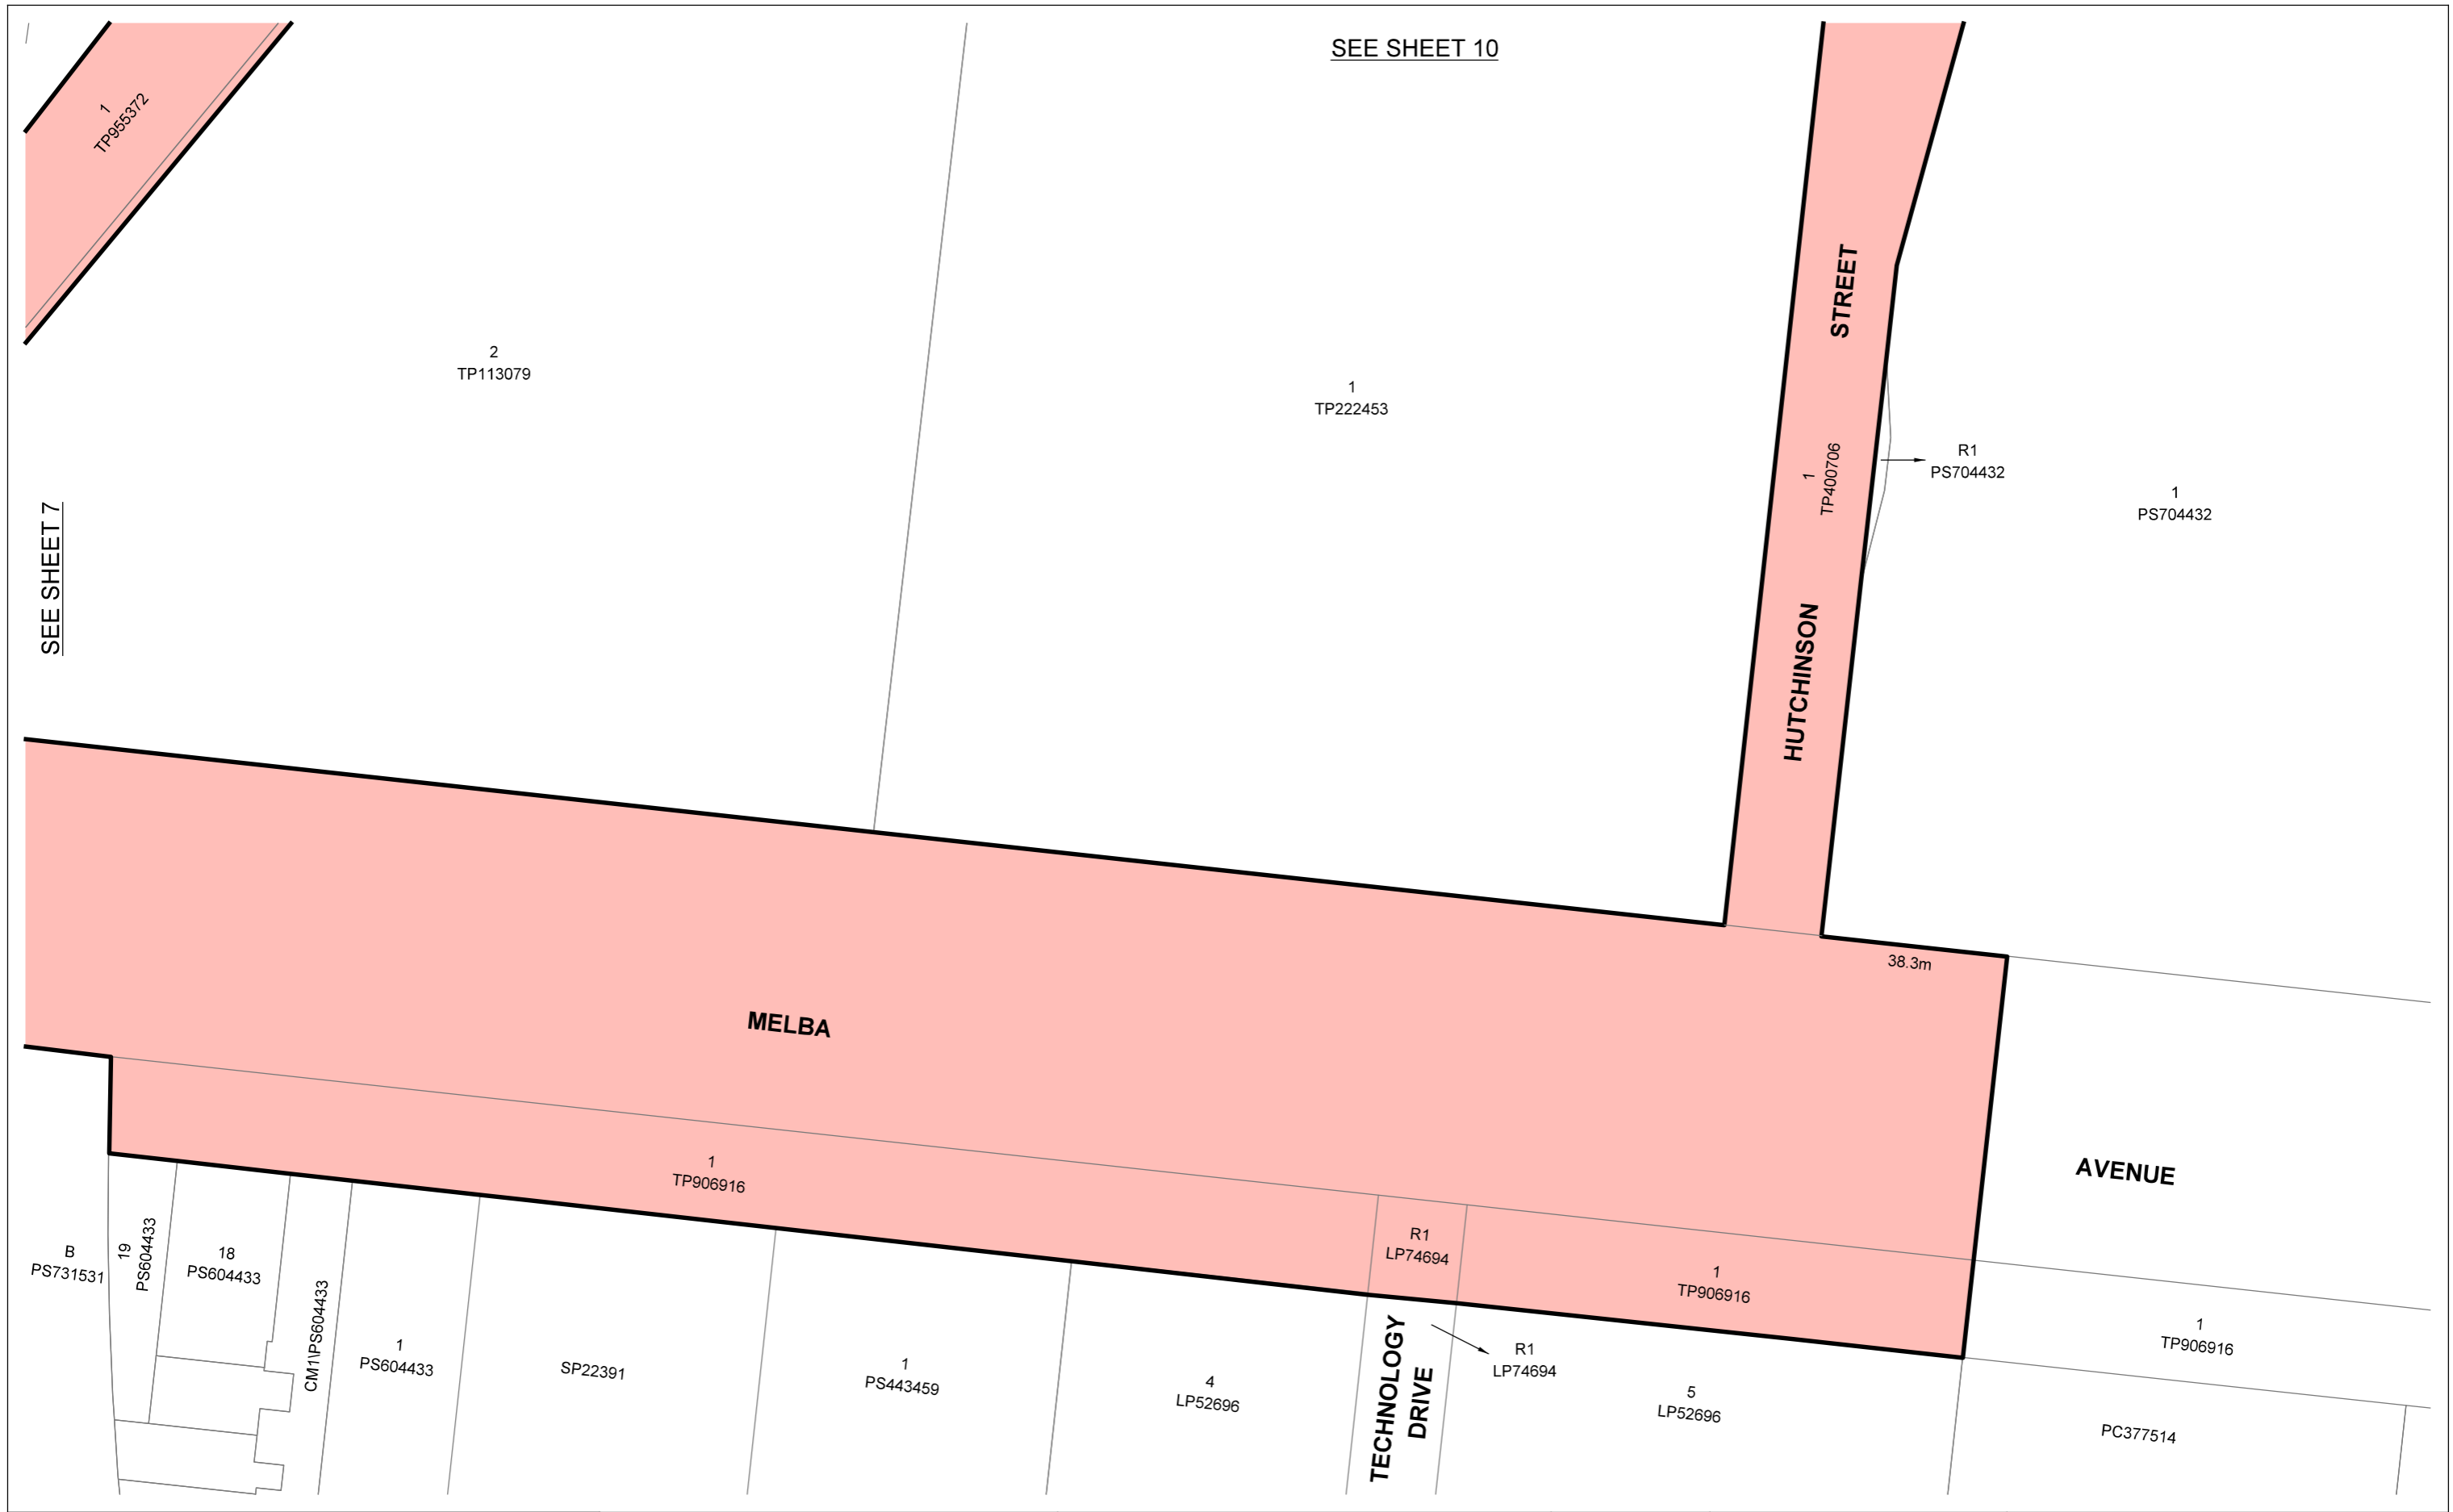 SEE SHEET 10
1
TP955372
STREET
2
TP113079
1
TP222453
1
TP400706
R1
PS704432
1
PS704432
SEE SHEET 7
HUTCHINSON
38.3m
MELBA
AVENUE
1
TP906916
R1
LP74694
1
TP906916
1
TP906916
B
PS731531
19
PS604433
18
PS604433
CM1\PS604433
1
PS604433
SP22391
1
PS443459
4
LP52696
TECHNOLOGY
DRIVE
R1
LP74694
5
LP52696
PC377514